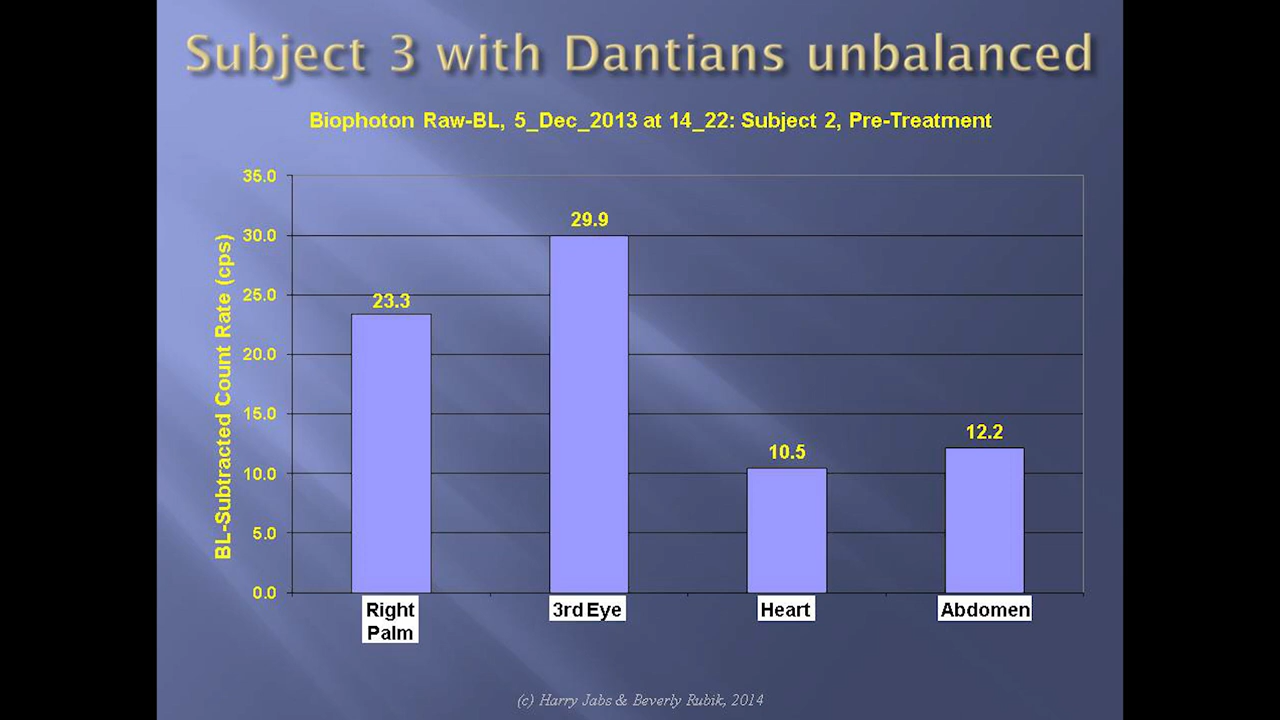 Subject 3 with Dantians unbalanced
Biophoton Raw-BL, 5_Dec_2013 at 14_22: Subject 2, Pre-Treatment
BL-Subtracted Count Rate (cps)
35.0
30.0
25.0
20.0
15.0
10.0
5.0
0.0
23.3
29.9
10.5
12.2
Right
Palm
3rd Eye
Heart
Abdomen
(c) Harry Jabs & Beverly Rubik, 2014